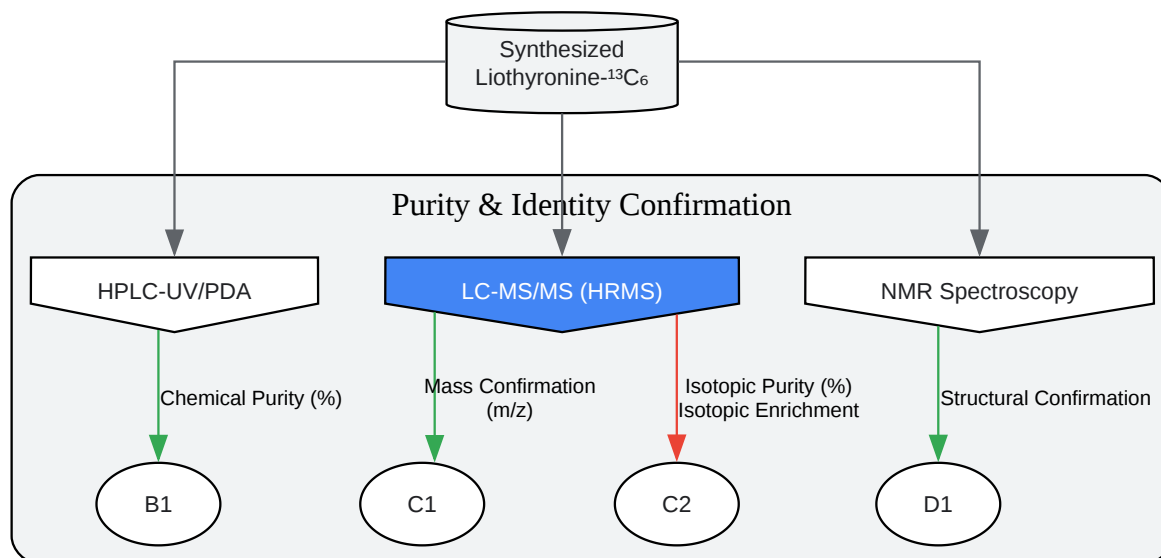 Synthesized
Liothyronine-¹³C₆
Purity & Identity Confirmation
HPLC-UV/PDA
LC-MS/MS (HRMS)
NMR Spectroscopy
Chemical Purity (%)
Mass Confirmation
(m/z)
Isotopic Purity (%)
Isotopic Enrichment
Structural Confirmation
B1
C1
C2
D1